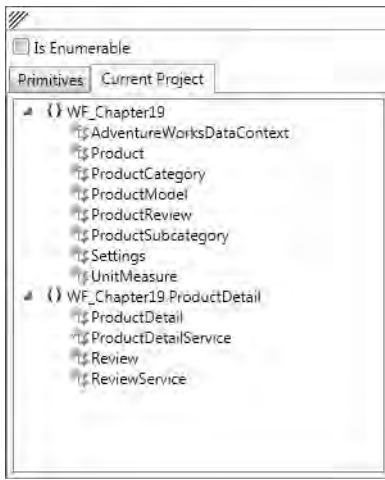 Is Enumerable
Primitives Current Project
{} WF_Chapter19
AdventureWorksDataContext
Product
ProductCategory
ProductModel
ProductReview
ProductSubcategory
Settings
UnitMeasure
{} WF_Chapter19.ProductDetail
ProductDetail
ProductDetailService
Review
ReviewService